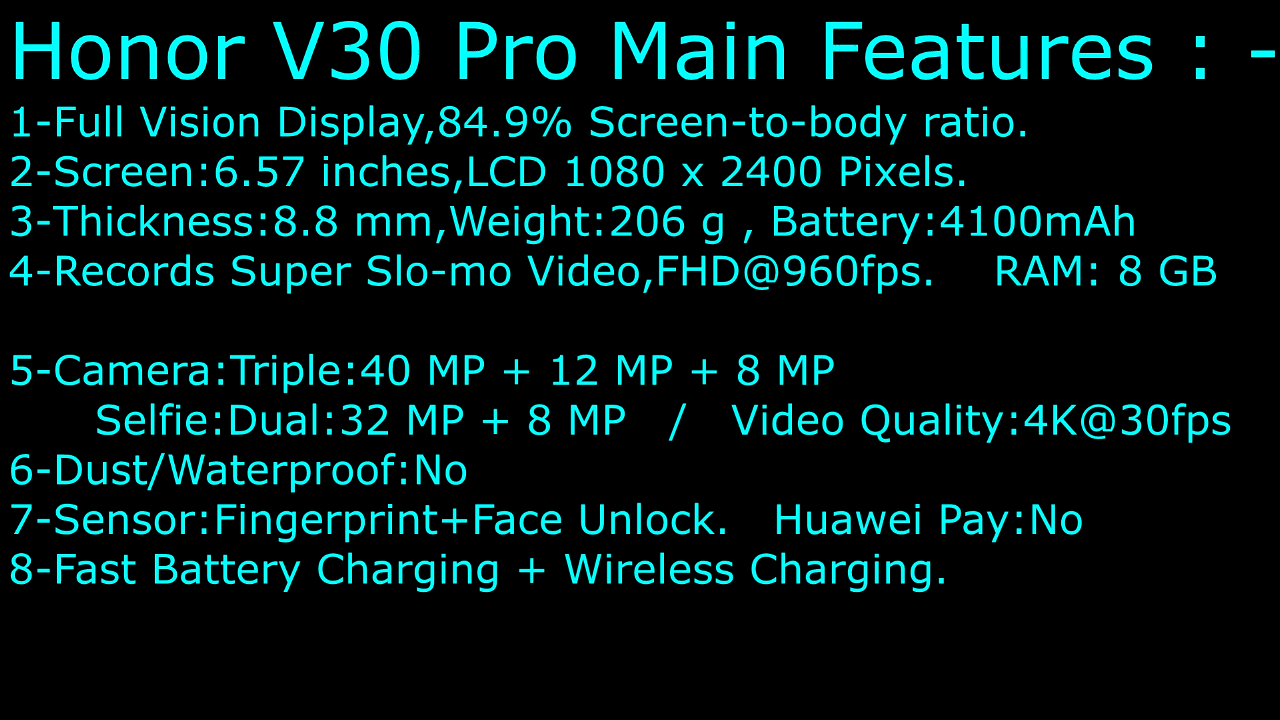 Honor V30 Pro Main Features : -
1-Full Vision Display,84.9% Screen-to-body ratio.
2-Screen:6.57 inches,LCD 1080 x 2400 Pixels.
3-Thickness:8.8 mm,Weight:206 g , Battery:4100mAh
4-Records Super Slo-mo Video,FHD@960fps. RAM: 8 GB
5-Camera:Triple:40 MP + 12 MP + 8 MP
Selfie:Dual:32 MP + 8 MP / Video Quality:4K@30fps
6-Dust/Waterproof:No
7-Sensor:Fingerprint+Face Unlock. Huawei Pay:No
8-Fast Battery Charging + Wireless Charging.